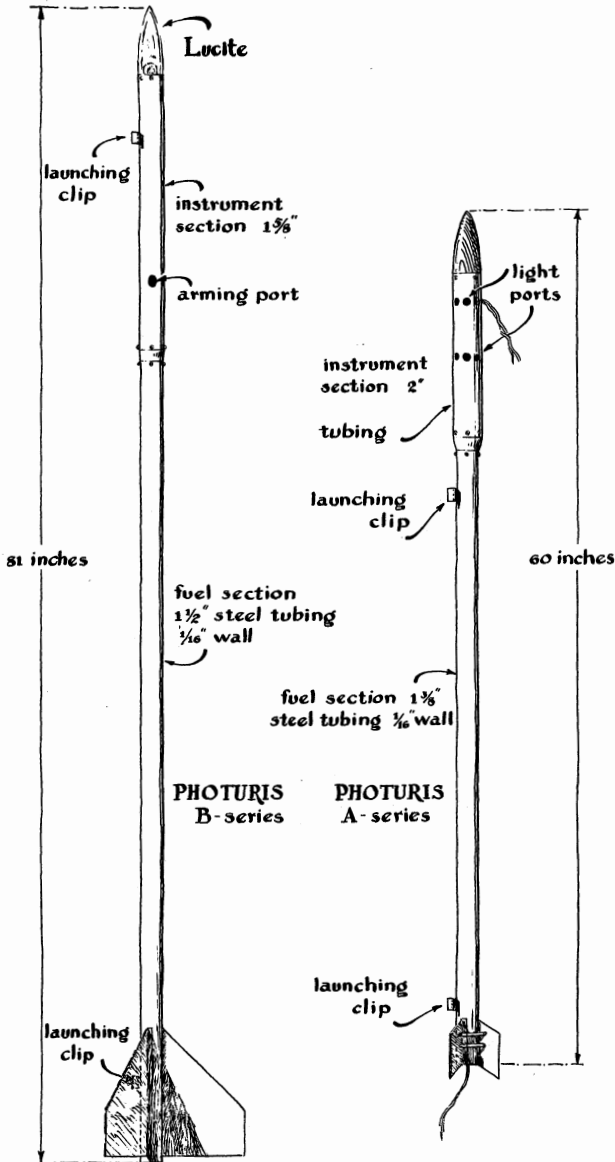 Lucite
launching
clip
instrument
section 1⅝"
arming port
81 inches
fuel section
1½" steel tubing
1/16" wall
PHOTURIS
B-series
launching
clip
light
ports
instrument
section 2"
tubing
launching
clip
60 inches
fuel section 1⅜"
steel tubing 1/16" wall
PHOTURIS
A-series
launching
clip